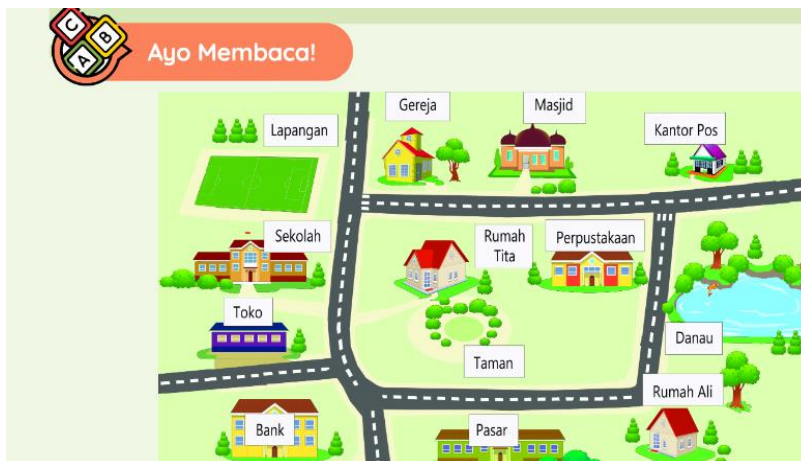 C
B
A
Ayo Membaca!
Gereja
Masjid
Lapangan
Kantor Pos
Sekolah
Rumah
Tita
Perpustakaan
Toko
Danau
Taman
Rumah Ali
Bank
Pasar